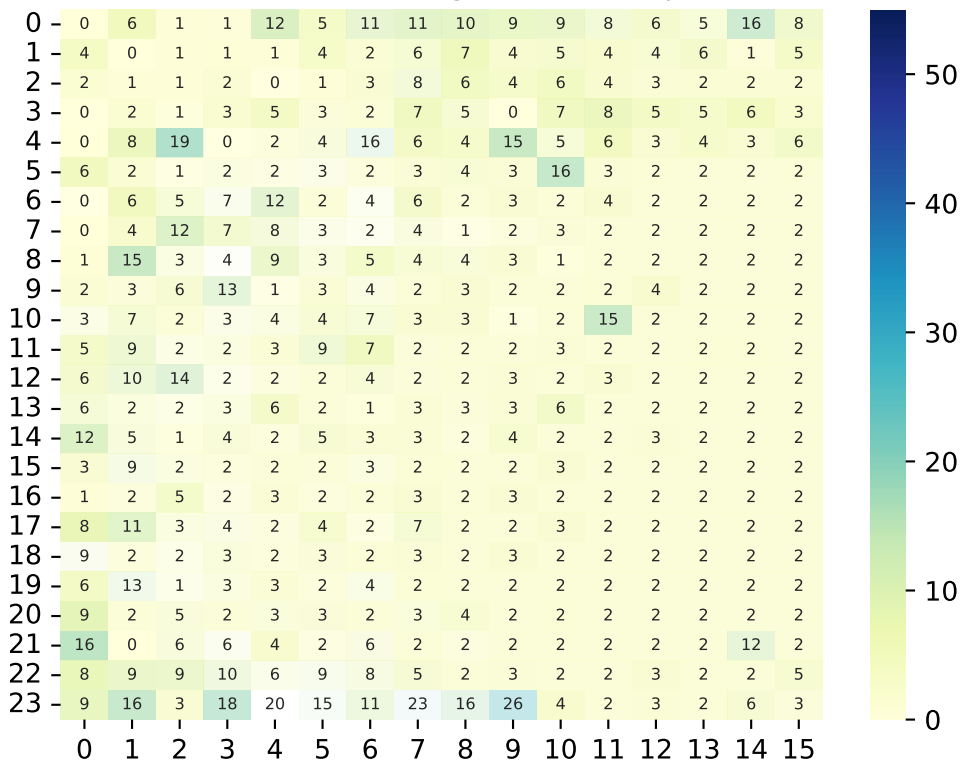 0 0 6 1 1 12 5 11 11 10 9 9 8 6 5 16 8
1 4 0 1 1 1 4 2 6 7 4 5 4 4 6 1 5
2 2 1 1 2 0 1 3 8 6 4 6 4 3 2 2 2
3 0 2 1 3 5 3 2 7 5 0 7 8 5 5 6 3
4 0 8 19 0 2 4 16 6 4 15 5 6 3 4 3 6
5 6 2 1 2 2 3 2 3 4 3 16 3 2 2 2 2
6 0 6 5 7 12 2 4 6 2 3 2 4 2 2 2 2
7 0 4 12 7 8 3 2 4 1 2 3 2 2 2 2 2
8 1 15 3 4 9 3 5 4 4 3 1 2 2 2 2 2
9 2 3 6 13 1 3 4 2 3 2 2 2 4 2 2 2
10 3 7 2 3 4 4 7 3 3 1 2 15 2 2 2 2
11 5 9 2 2 3 9 7 2 2 2 3 2 2 2 2 2
12 6 10 14 2 2 2 4 2 2 3 2 3 2 2 2 2
13 6 2 2 3 6 2 1 3 3 3 6 2 2 2 2 2
14 12 5 1 4 2 5 3 3 2 4 2 2 3 2 2 2
15 3 9 2 2 2 2 3 2 2 2 3 2 2 2 2 2
16 1 2 5 2 3 2 2 3 2 3 2 2 2 2 2 2
17 8 11 3 4 2 4 2 7 2 2 3 2 2 2 2 2
18 9 2 2 3 2 3 2 3 2 3 2 2 2 2 2 2
19 6 13 1 3 3 2 4 2 2 2 2 2 2 2 2 2
20 9 2 5 2 3 3 2 3 4 2 2 2 2 2 2 2
21 16 0 6 6 4 2 6 2 2 2 2 2 2 2 12 2
22 8 9 9 10 6 9 8 5 2 3 2 2 3 2 2 5
23 9 16 3 18 20 15 11 23 16 26 4 2 3 2 6 3
0 1 2 3 4 5 6 7 8 9 10 11 12 13 14 15
50
40
30
20
10
0